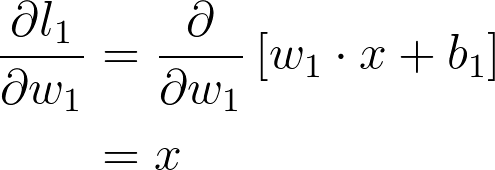 ∂l₁/∂w₁ = ∂/∂w₁ [w₁ · x + b₁]
= x